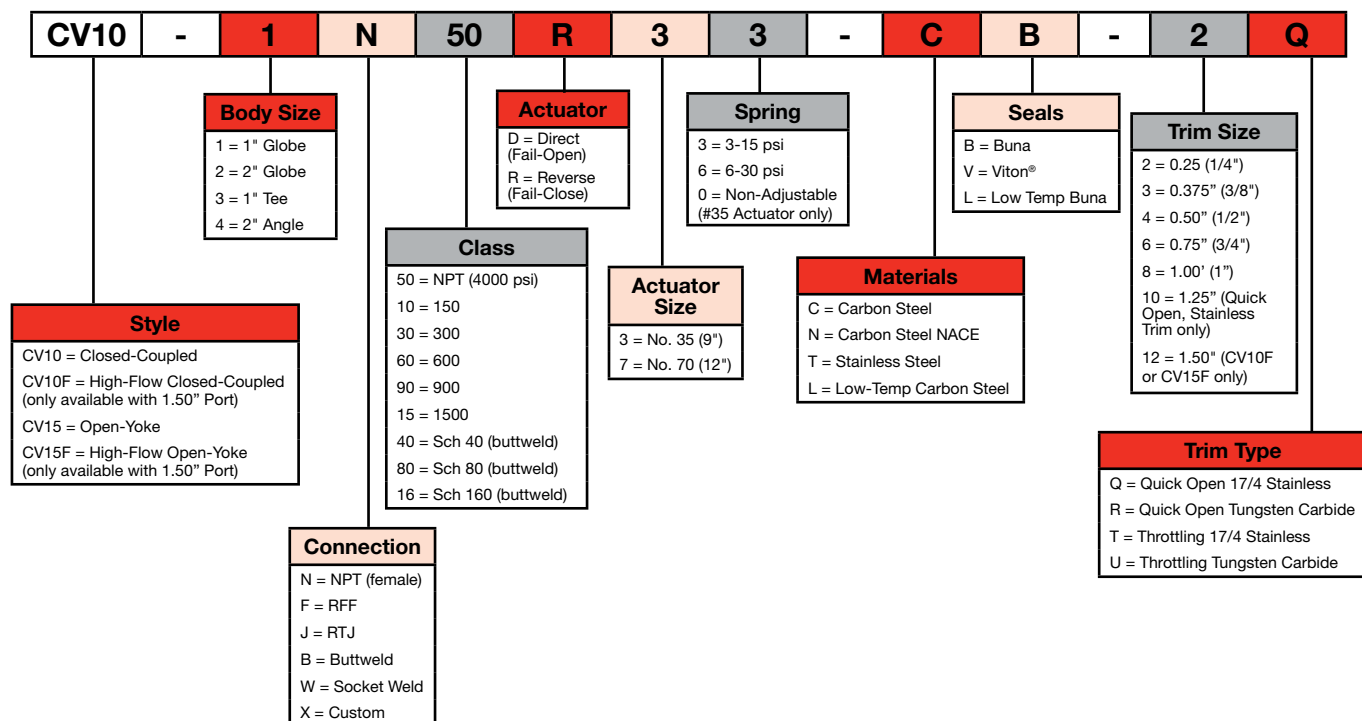 CV10 - 1 N 50 R 3 3 - C B - 2 Q
Style
CV10 = Closed-Coupled
CV10F = High-Flow Closed-Coupled
(only available with 1.50” Port)
CV15 = Open-Yoke
CV15F = High-Flow Open-Yoke
(only available with 1.50” Port)
Body Size
1 = 1" Globe
2 = 2" Globe
3 = 1" Tee
4 = 2" Angle
Connection
N = NPT (female)
F = RFF
J = RTJ
B = Buttweld
W = Socket Weld
X = Custom
Class
50 = NPT (4000 psi)
10 = 150
30 = 300
60 = 600
90 = 900
15 = 1500
40 = Sch 40 (buttweld)
80 = Sch 80 (buttweld)
16 = Sch 160 (buttweld)
Actuator
D = Direct
(Fail-Open)
R = Reverse
(Fail-Close)
Actuator
Size
3 = No. 35 (9")
7 = No. 70 (12")
Spring
3 = 3-15 psi
6 = 6-30 psi
0 = Non-Adjustable
(#35 Actuator only)
Materials
C = Carbon Steel
N = Carbon Steel NACE
T = Stainless Steel
L = Low-Temp Carbon Steel
Seals
B = Buna
V = Viton®
L = Low Temp Buna
Trim Size
2 = 0.25 (1/4")
3 = 0.375” (3/8")
4 = 0.50” (1/2")
6 = 0.75” (3/4")
8 = 1.00’ (1”)
10 = 1.25” (Quick
Open, Stainless
Trim only)
12 = 1.50" (CV10F
or CV15F only)
Trim Type
Q = Quick Open 17/4 Stainless
R = Quick Open Tungsten Carbide
T = Throttling 17/4 Stainless
U = Throttling Tungsten Carbide